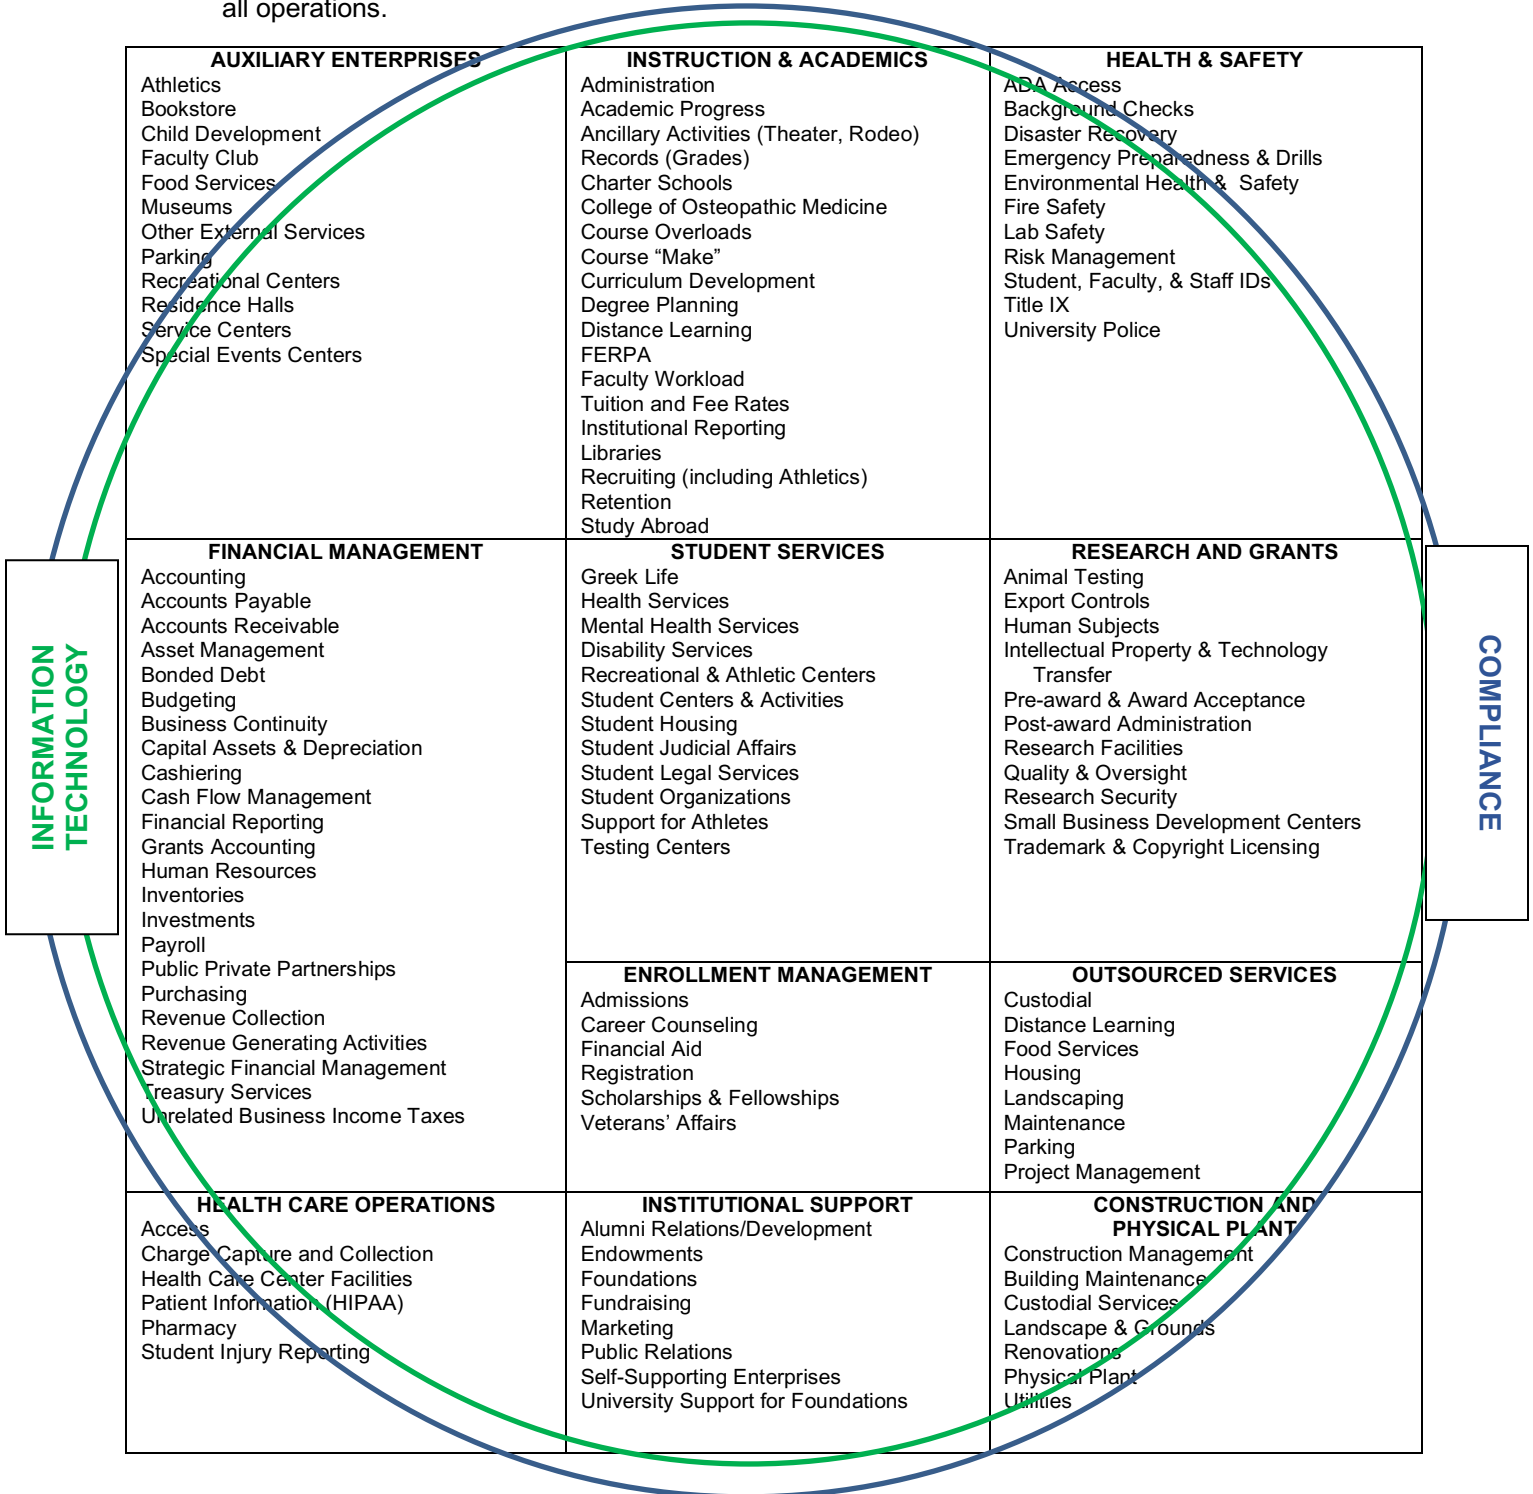 all operations.
AUXILIARY ENTERPRISES
Athletics
Bookstore
Child Development
Faculty Club
Food Services
Museums
Other External Services
Parking
Recreational Centers
Residence Halls
Service Centers
Special Events Centers
INSTRUCTION & ACADEMICS
Administration
Academic Progress
Ancillary Activities (Theater, Rodeo)
Records (Grades)
Charter Schools
College of Osteopathic Medicine
Course Overloads
Course “Make”
Curriculum Development
Degree Planning
Distance Learning
FERPA
Faculty Workload
Tuition and Fee Rates
Institutional Reporting
Libraries
Recruiting (including Athletics)
Retention
Study Abroad
HEALTH & SAFETY
ADA Access
Background Checks
Disaster Recovery
Emergency Preparedness & Drills
Environmental Health & Safety
Fire Safety
Lab Safety
Risk Management
Student, Faculty, & Staff IDs
Title IX
University Police
INFORMATION
TECHNOLOGY
FINANCIAL MANAGEMENT
Accounting
Accounts Payable
Accounts Receivable
Asset Management
Bonded Debt
Budgeting
Business Continuity
Capital Assets & Depreciation
Cashiering
Cash Flow Management
Financial Reporting
Grants Accounting
Human Resources
Inventories
Investments
Payroll
Public Private Partnerships
Purchasing
Revenue Collection
Revenue Generating Activities
Strategic Financial Management
Treasury Services
Unrelated Business Income Taxes
STUDENT SERVICES
Greek Life
Health Services
Mental Health Services
Disability Services
Recreational & Athletic Centers
Student Centers & Activities
Student Housing
Student Judicial Affairs
Student Legal Services
Student Organizations
Support for Athletes
Testing Centers
RESEARCH AND GRANTS
Animal Testing
Export Controls
Human Subjects
Intellectual Property & Technology
Transfer
Pre-award & Award Acceptance
Post-award Administration
Research Facilities
Quality & Oversight
Research Security
Small Business Development Centers
Trademark & Copyright Licensing
COMPLIANCE
ENROLLMENT MANAGEMENT
Admissions
Career Counseling
Financial Aid
Registration
Scholarships & Fellowships
Veterans’ Affairs
OUTSOURCED SERVICES
Custodial
Distance Learning
Food Services
Housing
Landscaping
Maintenance
Parking
Project Management
HEALTH CARE OPERATIONS
Access
Charge Capture and Collection
Health Care Center Facilities
Patient Information (HIPAA)
Pharmacy
Student Injury Reporting
INSTITUTIONAL SUPPORT
Alumni Relations/Development
Endowments
Foundations
Fundraising
Marketing
Public Relations
Self-Supporting Enterprises
University Support for Foundations
CONSTRUCTION AND
PHYSICAL PLANT
Construction Management
Building Maintenance
Custodial Services
Landscape & Grounds
Renovations
Physical Plant
Utilities